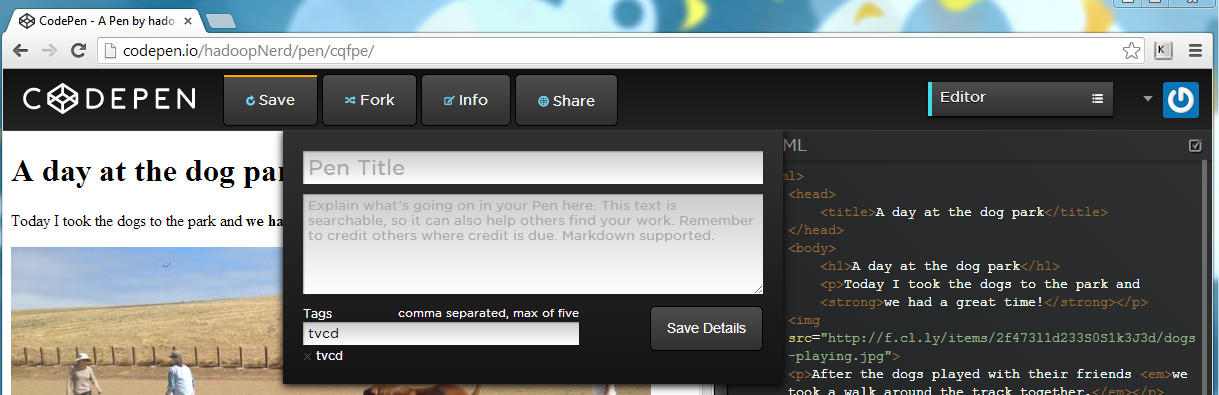 CodePen - A Pen by hado
codepen.io/hadoopNerd/pen/cqfpe/
K
CODEPEN
Save
Fork
Info
Share
Editor
A day at the dog pa
Today I took the dogs to the park and we ha
Pen Title
Explain what's going on in your Pen here. This text is
searchable, so it can also help others find your work. Remember
to credit others where credit is due. Markdown supported.
Tags
comma separated, max of five
tvcd
Save Details
× tvcd
ML
ml>
<head>
<title>A day at the dog park</title>
</head>
<body>
<h1>A day at the dog park</h1>
<p>Today I took the dogs to the park and
<strong>we had a great time!</strong></p>
<img
src="http://f.cl.ly/items/2f473l1d233S0S1k3J3d/dogs
-playing.jpg">
<p>After the dogs played with their friends <em>we
took a walk around the track together.</em></p>